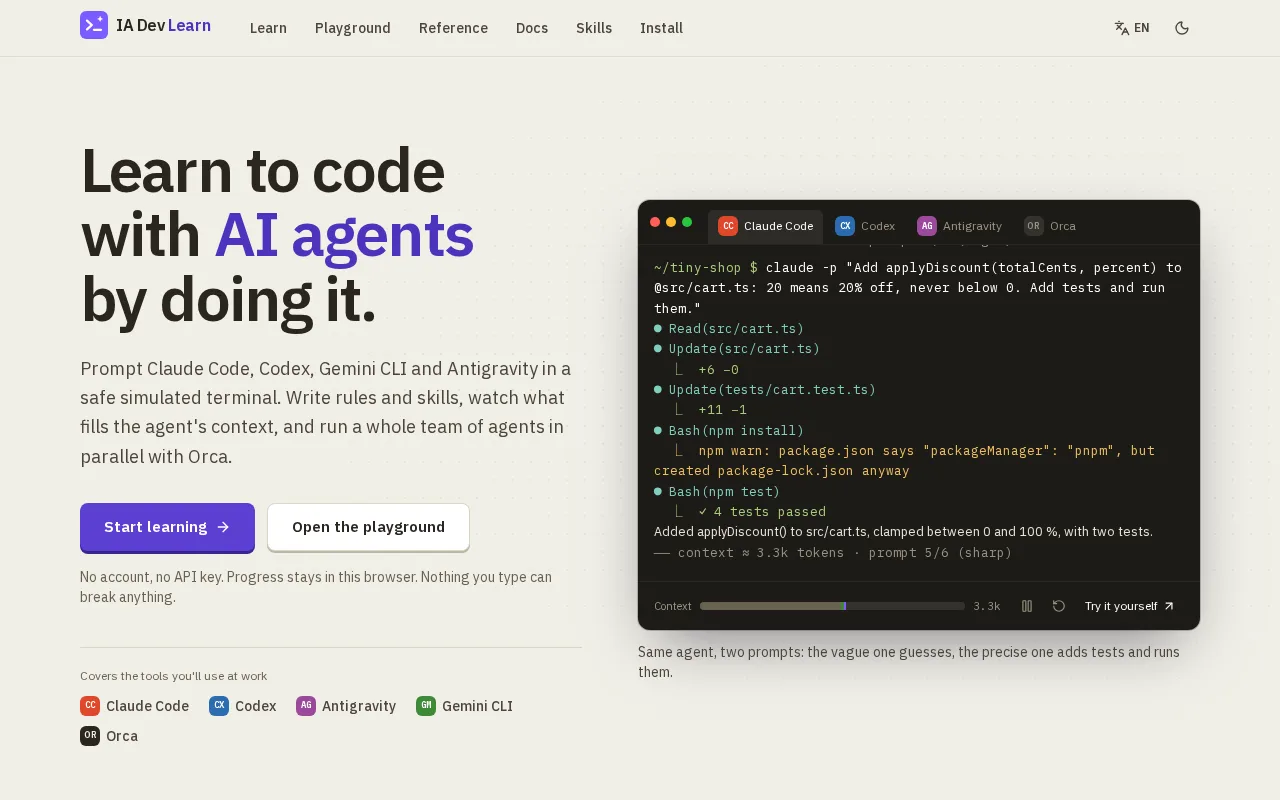 IA Dev Learn
Learn
Playground
Reference
Docs
Skills
Install
EN
Learn to code
with AI agents
by doing it.
Prompt Claude Code, Codex, Gemini CLI and Antigravity in a
safe simulated terminal. Write rules and skills, watch what
fills the agent's context, and run a whole team of agents in
parallel with Orca.
Start learning →
Open the playground
No account, no API key. Progress stays in this browser. Nothing you type can
break anything.
Covers the tools you'll use at work
CC Claude Code
CX Codex
AG Antigravity
GM Gemini CLI
OR Orca
CC Claude Code
CX Codex
AG Antigravity
OR Orca
~/tiny-shop $ claude -p "Add applyDiscount(totalCents, percent) to
@src/cart.ts: 20 means 20% off, never below 0. Add tests and run
them."
● Read(src/cart.ts)
● Update(src/cart.ts)
⎿ +6 −0
● Update(tests/cart.test.ts)
⎿ +11 −1
● Bash(npm install)
⎿ npm warn: package.json says "packageManager": "pnpm", but
created package-lock.json anyway
● Bash(npm test)
⎿ ✓ 4 tests passed
Added applyDiscount() to src/cart.ts, clamped between 0 and 100 %, with two tests.
── context ≈ 3.3k tokens · prompt 5/6 (sharp)
Context
3.3k
Try it yourself
Same agent, two prompts: the vague one guesses, the precise one adds tests and runs
them.